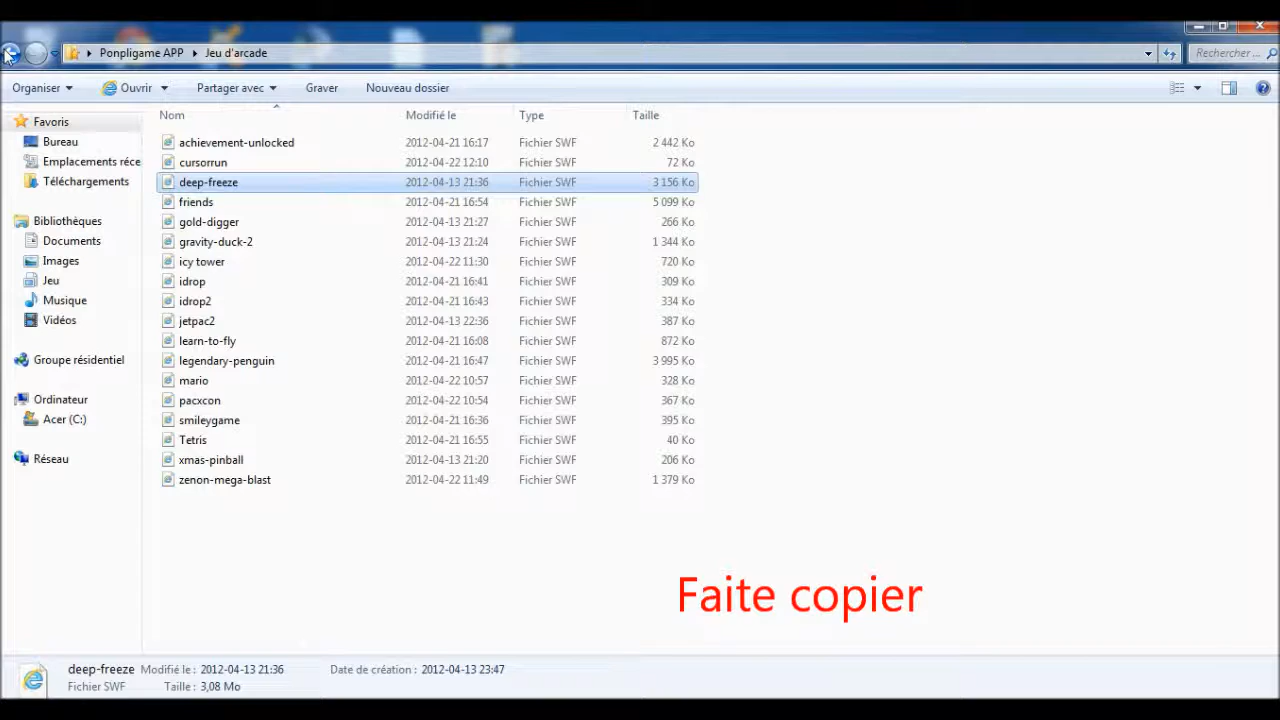 Ponpligame APP Jeu d'arcade Rechercher ...
Organiser Ouvrir Partager avec Graver Nouveau dossier
Favoris
Bureau
Emplacements réce
Téléchargements
Bibliothèques
Documents
Images
Jeu
Musique
Vidéos
Groupe résidentiel
Ordinateur
Acer (C:)
Réseau
Nom Modifié le Type Taille
achievement-unlocked 2012-04-21 16:17 Fichier SWF 2 442 Ko
cursorrun 2012-04-22 12:10 Fichier SWF 72 Ko
deep-freeze 2012-04-13 21:36 Fichier SWF 3 156 Ko
friends 2012-04-21 16:54 Fichier SWF 5 099 Ko
gold-digger 2012-04-13 21:27 Fichier SWF 266 Ko
gravity-duck-2 2012-04-13 21:24 Fichier SWF 1 344 Ko
icy tower 2012-04-22 11:30 Fichier SWF 720 Ko
idrop 2012-04-21 16:41 Fichier SWF 309 Ko
idrop2 2012-04-21 16:43 Fichier SWF 334 Ko
jetpac2 2012-04-13 22:36 Fichier SWF 387 Ko
learn-to-fly 2012-04-21 16:08 Fichier SWF 872 Ko
legendary-penguin 2012-04-21 16:47 Fichier SWF 3 995 Ko
mario 2012-04-22 10:57 Fichier SWF 328 Ko
pacxcon 2012-04-22 10:54 Fichier SWF 367 Ko
smileygame 2012-04-21 16:36 Fichier SWF 395 Ko
Tetris 2012-04-21 16:55 Fichier SWF 40 Ko
xmas-pinball 2012-04-13 21:20 Fichier SWF 206 Ko
zenon-mega-blast 2012-04-22 11:49 Fichier SWF 1 379 Ko
Faite copier
deep-freeze Modifié le : 2012-04-13 21:36 Date de création : 2012-04-13 23:47
Fichier SWF Taille : 3,08 Mo